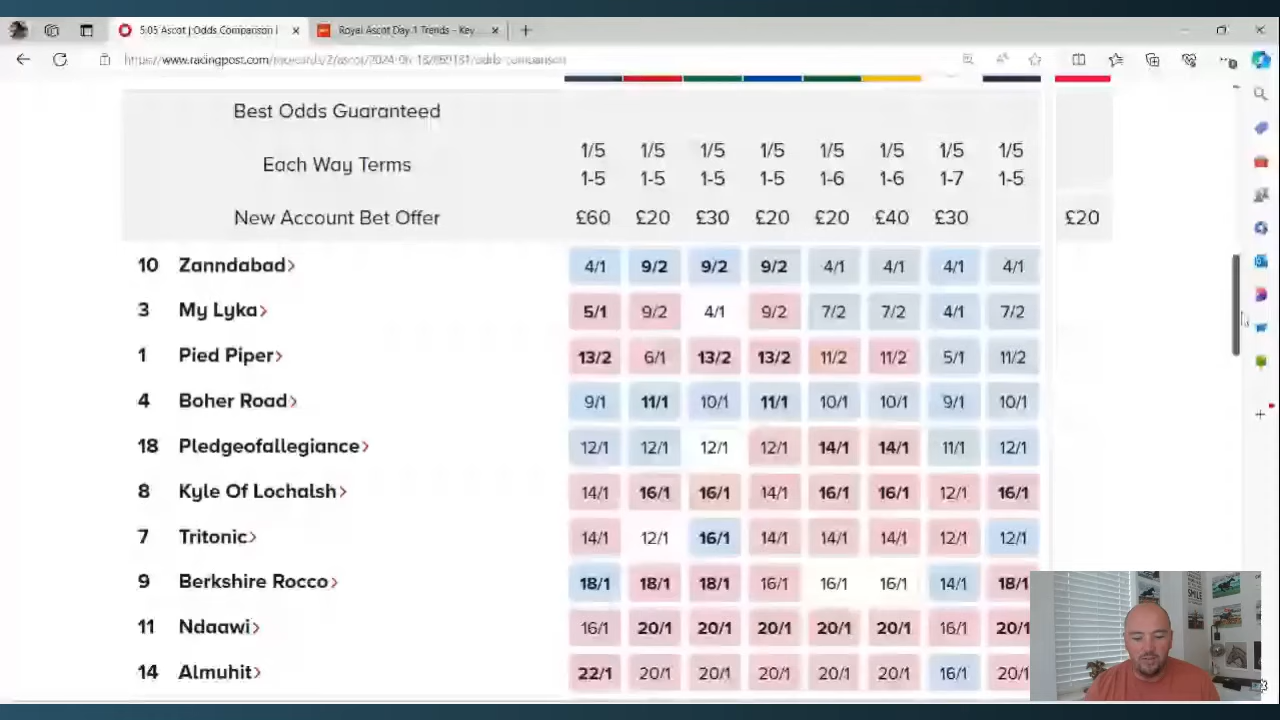 5:05 Ascot | Odds Comparison |
Royal Ascot Day 1 Trends - Key
Best Odds Guaranteed
Each Way Terms 1/5 1/5 1/5 1/5 1/5 1/5 1/5 1/5
1-5 1-5 1-5 1-5 1-6 1-6 1-7 1-5
New Account Bet Offer £60 £20 £30 £20 £20 £40 £30 £20
10 Zanndabad> 4/1 9/2 9/2 9/2 4/1 4/1 4/1 4/1
3 My Lyka> 5/1 9/2 4/1 9/2 7/2 7/2 4/1 7/2
1 Pied Piper> 13/2 6/1 13/2 13/2 11/2 11/2 5/1 11/2
4 Boher Road> 9/1 11/1 10/1 11/1 10/1 10/1 9/1 10/1
18 Pledgeofallegiance> 12/1 12/1 12/1 12/1 14/1 14/1 11/1 12/1
8 Kyle Of Lochalsh> 14/1 16/1 16/1 14/1 16/1 16/1 12/1 16/1
7 Tritonic> 14/1 12/1 16/1 14/1 14/1 14/1 12/1 12/1
9 Berkshire Rocco> 18/1 18/1 18/1 16/1 16/1 16/1 14/1 18/1
11 Ndaawi> 16/1 20/1 20/1 20/1 20/1 20/1 16/1 20/1
14 Almuhit> 22/1 20/1 20/1 20/1 20/1 20/1 16/1 20/1